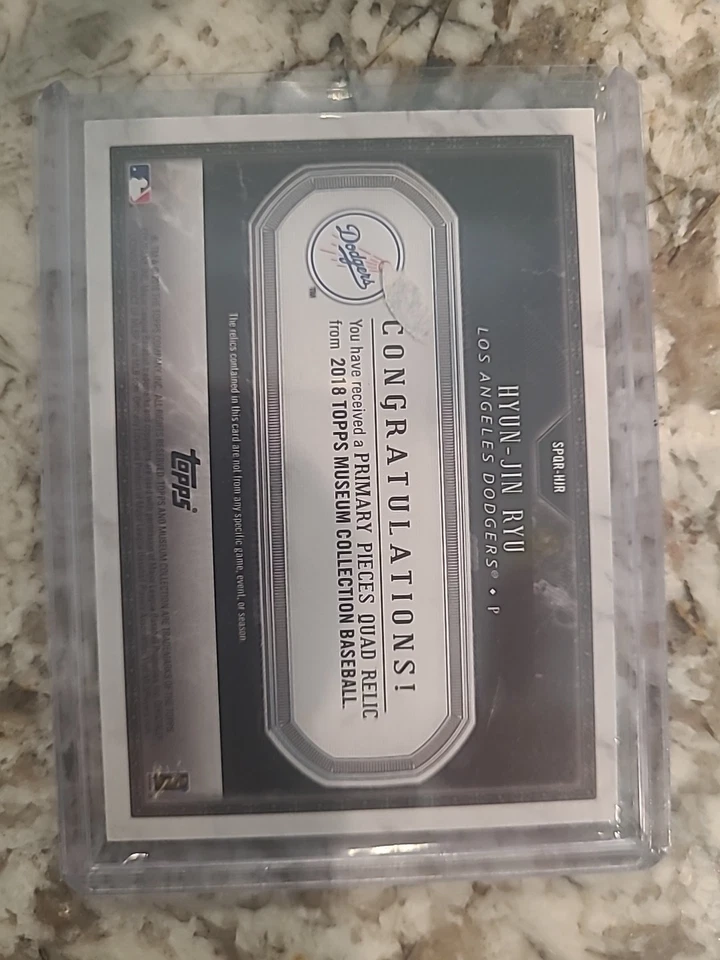 SPQR-HJR
HYUN-JIN RYU
LOS ANGELES DODGERS® • P
Dodgers
TM
CONGRATULATIONS!
You have received a PRIMARY PIECES QUAD RELIC
from 2018 TOPPS MUSEUM COLLECTION BASEBALL.
The relics contained in this card are not from any specific game, event, or season.
topps